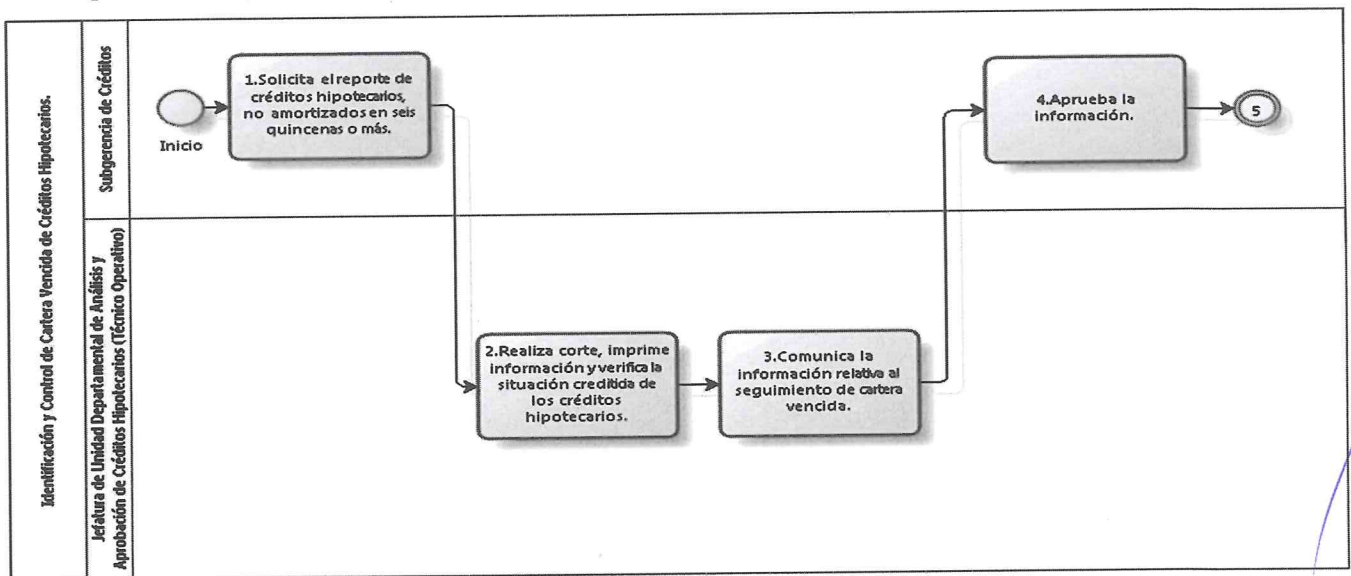 Identificación y Control de Cartera Vencida de Créditos Hipotecarios.
Subgerencia de Créditos
Inicio
1.Solicita el reporte de
créditos hipotecarios,
no amortizados en seis
quincenas o más.
4.Aprueba la
información.
5
Jefatura de Unidad Departamental de Análisis y
Aprobación de Créditos Hipotecarios (Técnico Operativo)
2.Realiza corte, imprime
información y verifica la
situación creditida de
los créditos
hipotecarios.
3.Comunica la
información relativa al
seguimiento de cartera
vencida.